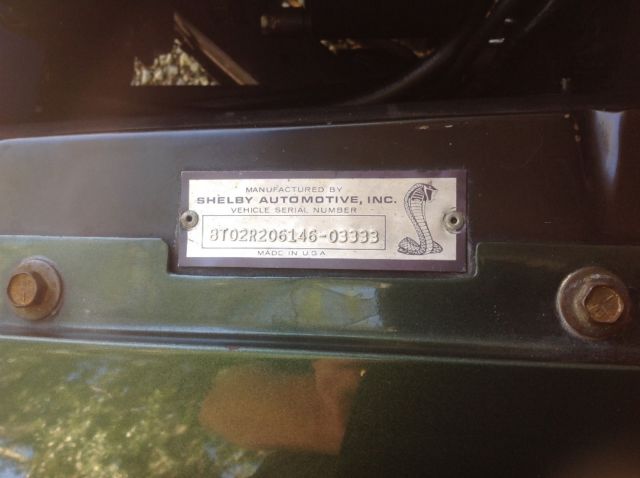 MANUFACTURED BY
SHELBY AUTOMOTIVE, INC.
VEHICLE SERIAL NUMBER
8T02R206146-03333
MADE IN U.S.A